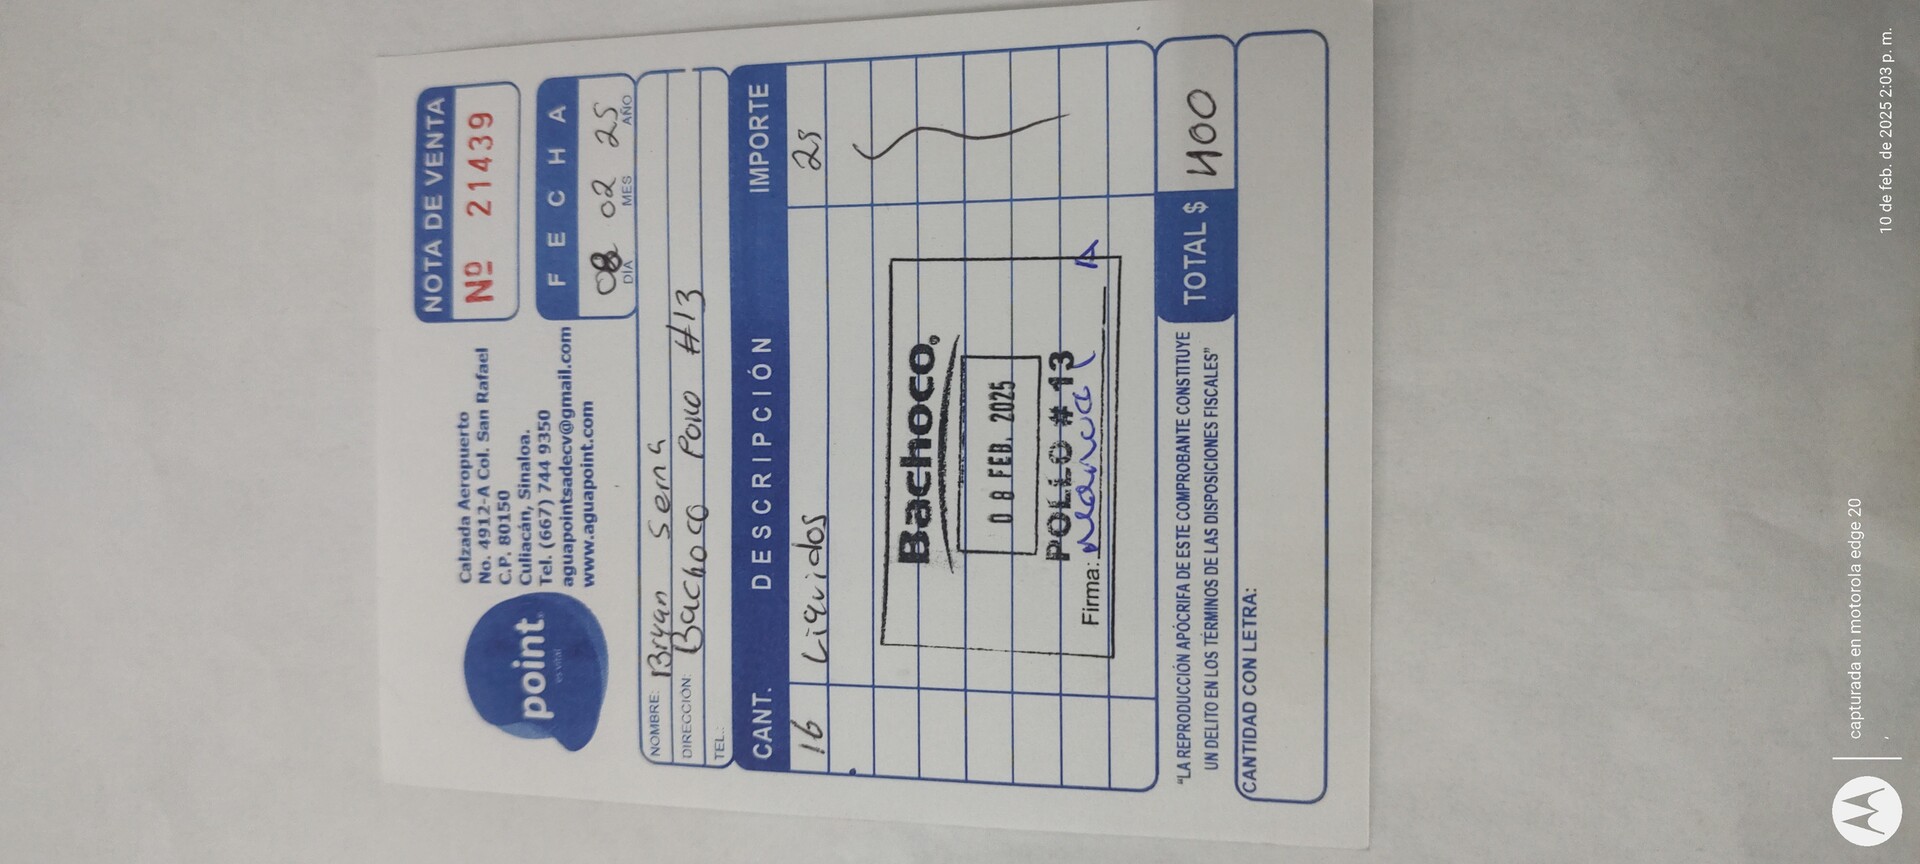 point
es vital
Calzada Aeropuerto
No. 4912-A Col. San Rafael
C.P. 80150
Culiacán, Sinaloa.
Tel. (667) 744 9350
aguapointsadecv@gmail.com
www.aguapoint.com
NOTA DE VENTA
Nº 21439
FECHA
08 02 25
DÍA MES AÑO
NOMBRE: Bryan Serna
DIRECCIÓN: Bachoco Pollo #13
TEL.:
CANT. DESCRIPCIÓN IMPORTE
16 Liquidos 25
Bachoco
08 FEB. 2025
POLLO # 13
Firma:
"LA REPRODUCCIÓN APÓCRIFA DE ESTE COMPROBANTE CONSTITUYE
UN DELITO EN LOS TÉRMINOS DE LAS DISPOSICIONES FISCALES"
TOTAL $ 400
CANTIDAD CON LETRA:
capturada en motorola edge 20
10 de feb. de 2025 2:03 p. m.